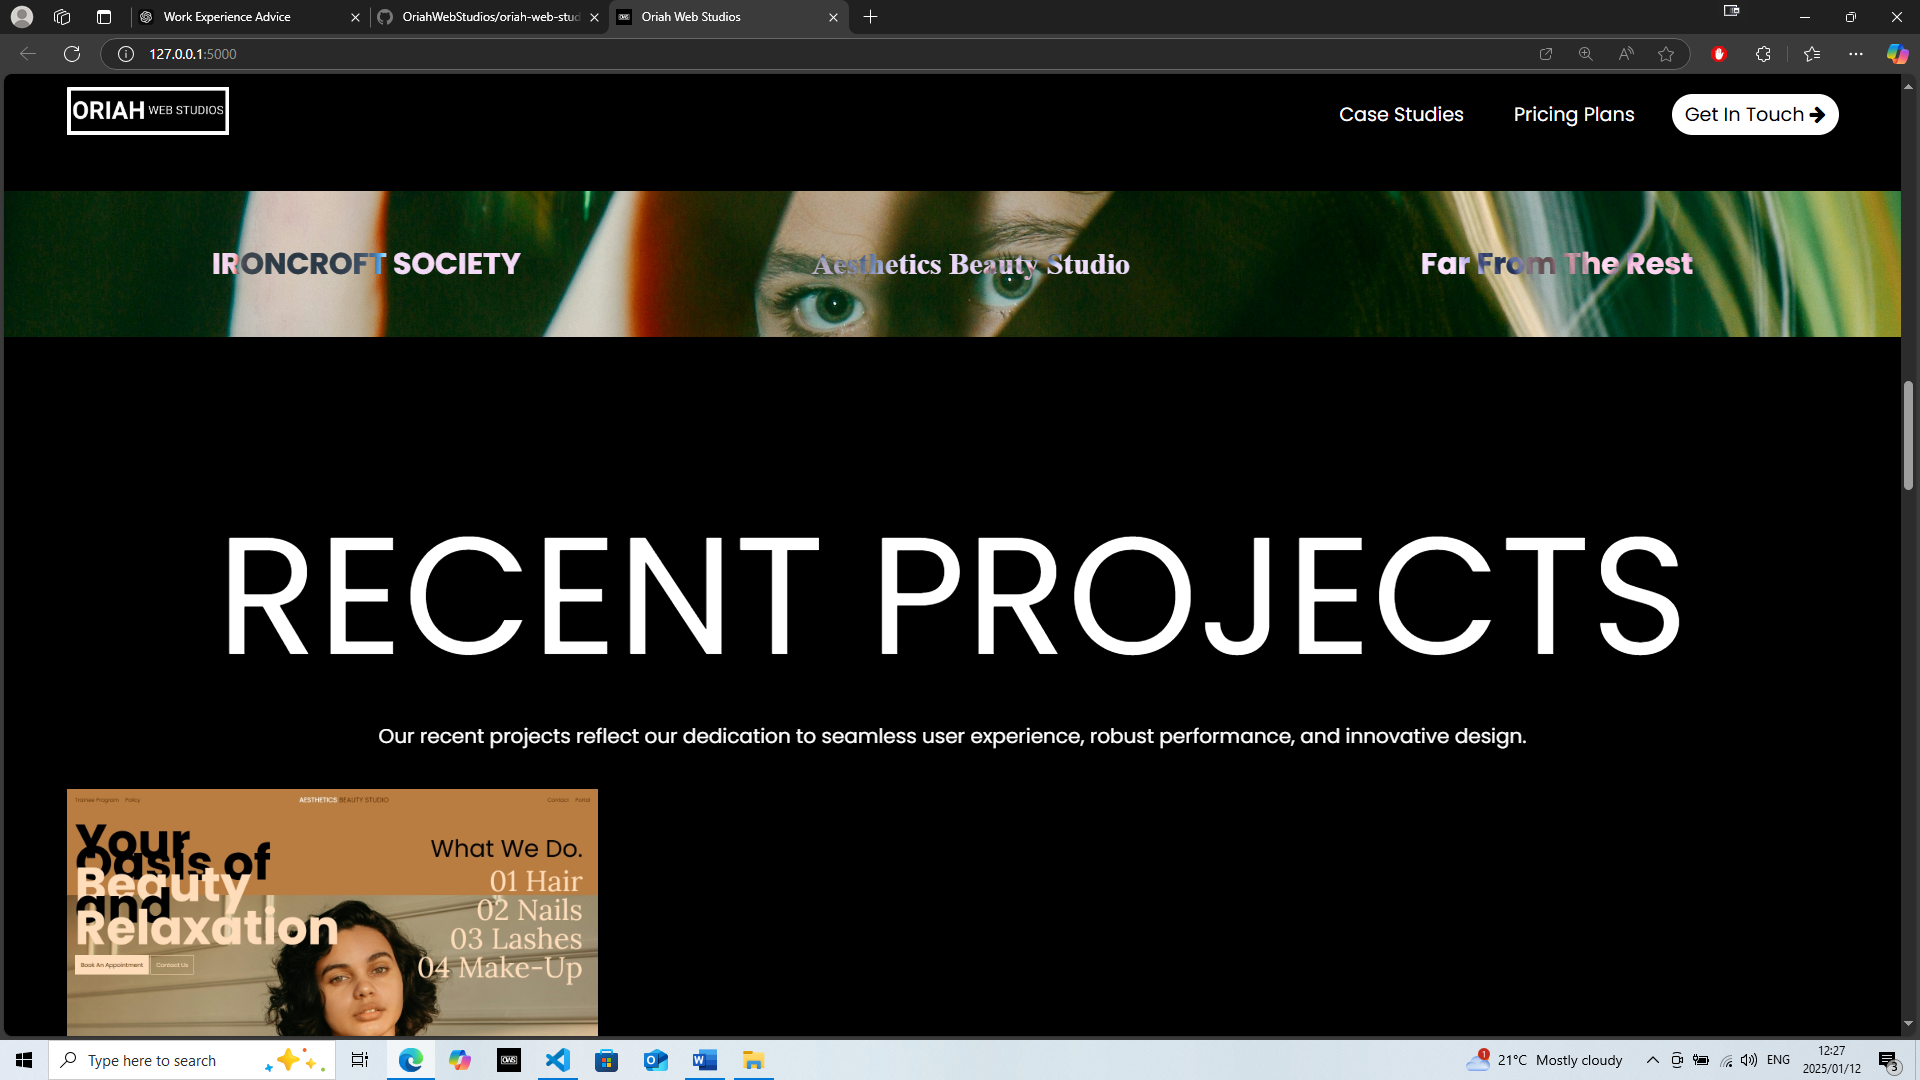 Work Experience Advice
OriahWebStudios/oriah-web-stud
Oriah Web Studios
127.0.0.1:5000
ORIAH WEB STUDIOS
Case Studies
Pricing Plans
Get In Touch
IRONCROFT SOCIETY
Aesthetics Beauty Studio
Far From The Rest
RECENT PROJECTS
Our recent projects reflect our dedication to seamless user experience, robust performance, and innovative design.
Trainee Program Policy
AESTHETICS BEAUTY STUDIO
Contact Portal
Your
Oasis of
Beauty
and
Relaxation
What We Do.
01 Hair
02 Nails
03 Lashes
04 Make-Up
Book An Appointment
Contact Us
Type here to search
OWS
1
21°C Mostly cloudy
ENG
12:27
2025/01/12
3